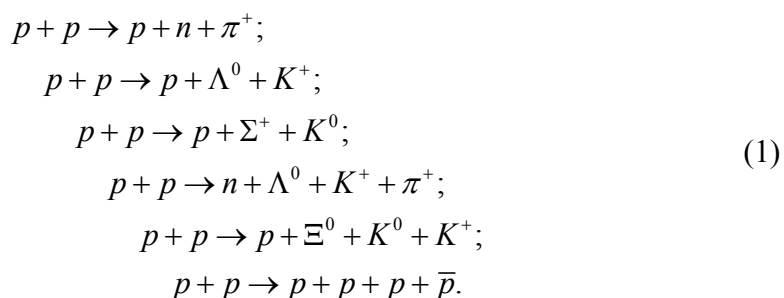 p + p → p + n + π⁺;
p + p → p + Λ⁰ + K⁺;
p + p → p + Σ⁺ + K⁰;
(1)
p + p → n + Λ⁰ + K⁺ + π⁺;
p + p → p + Ξ⁰ + K⁰ + K⁺;
p + p → p + p + p + p̅.